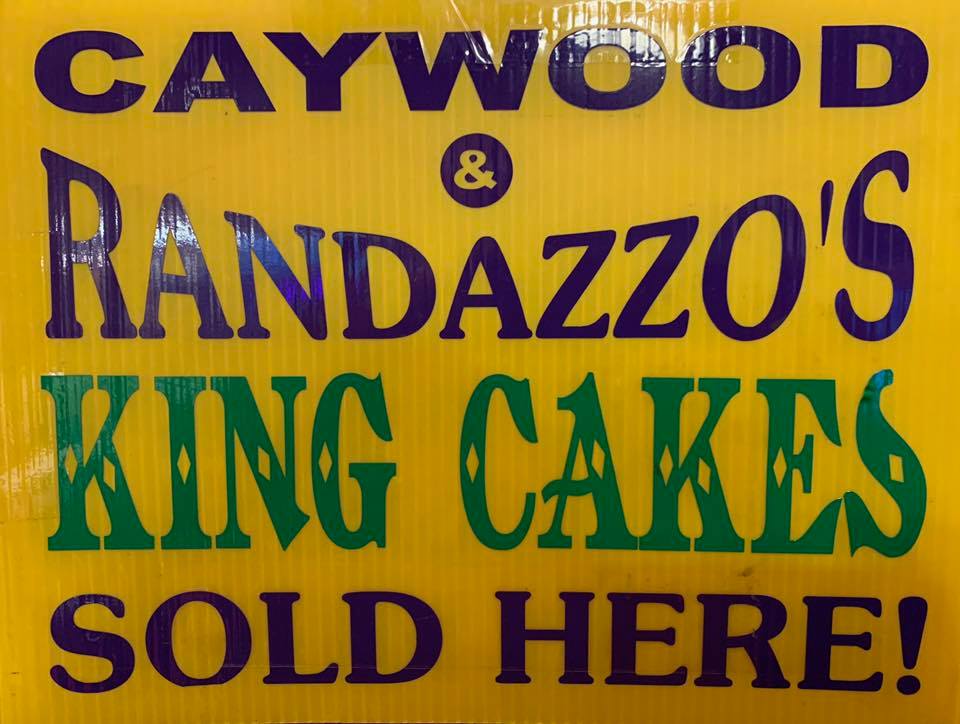 CAYWOOD
&
RANDAZZO'S
KING CAKES
SOLD HERE!